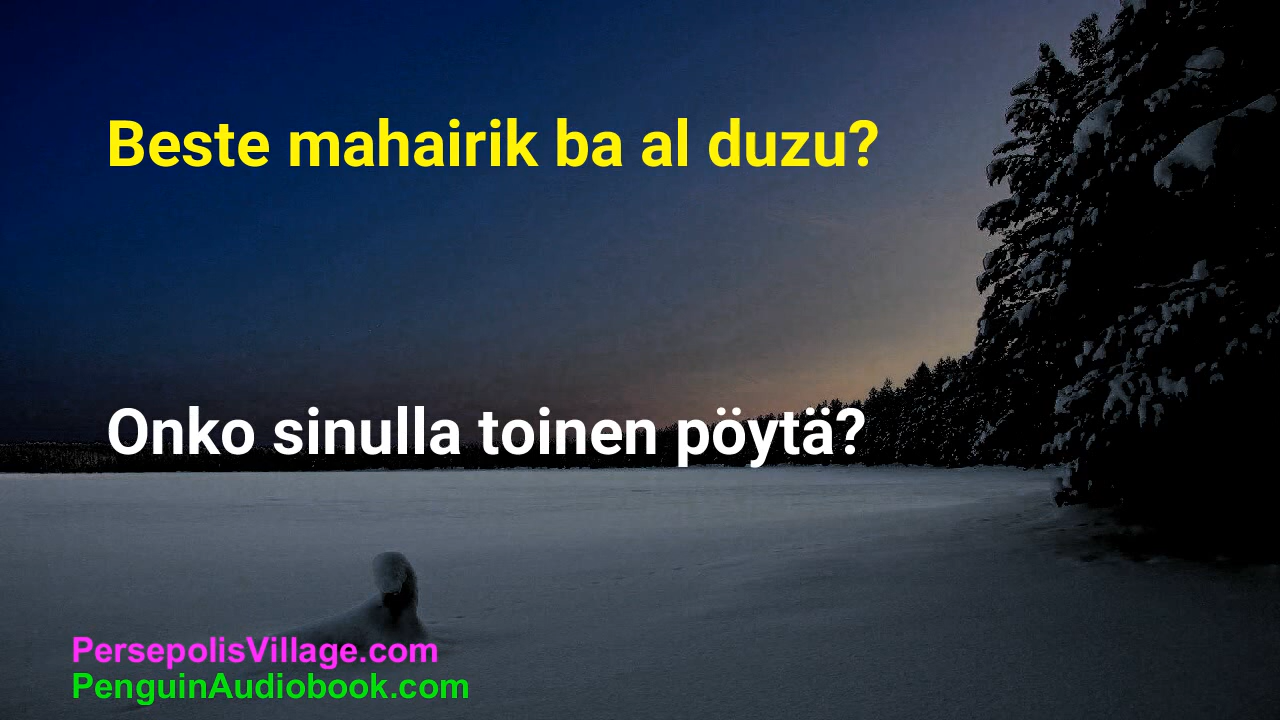 Beste mahairik ba al duzu?
Onko sinulla toinen pöytä?
PersepolisVillage.com
PenguinAudiobook.com